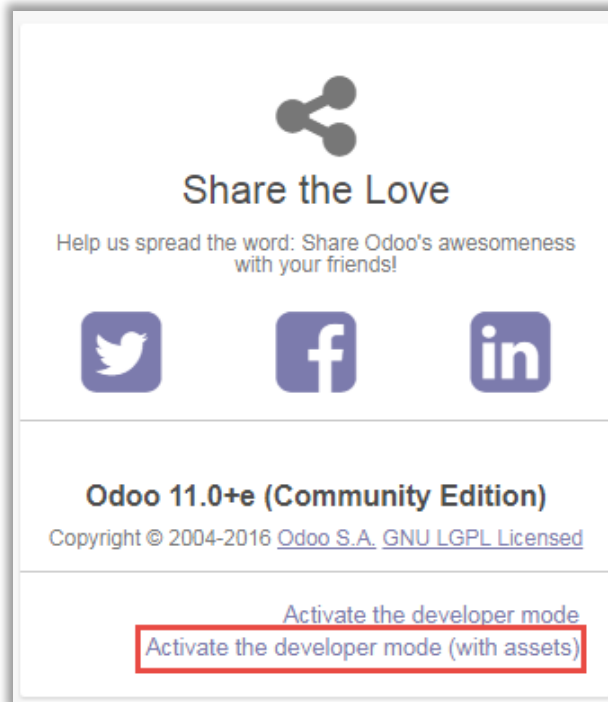 Share the Love
Help us spread the word: Share Odoo's awesomeness
with your friends!
Odoo 11.0+e (Community Edition)
Copyright © 2004-2016 Odoo S.A. GNU LGPL Licensed
Activate the developer mode
Activate the developer mode (with assets)